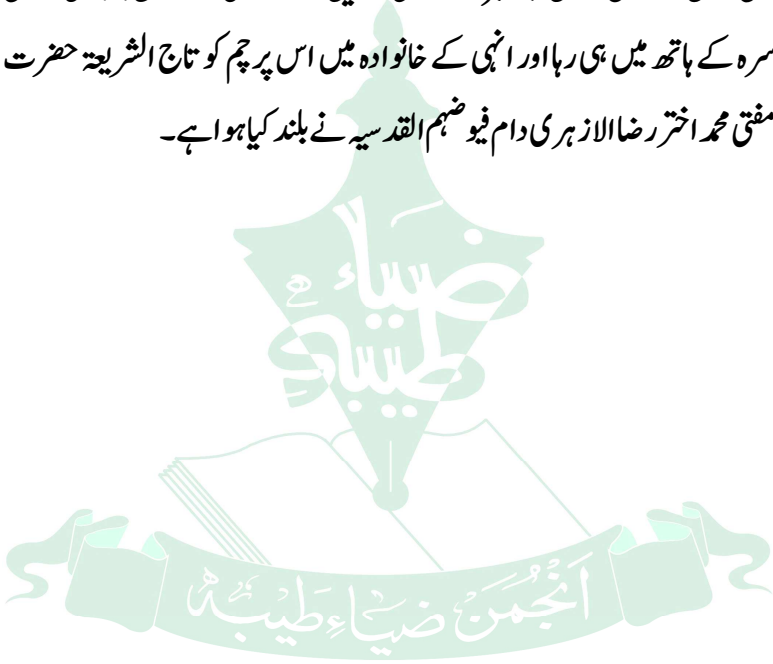 سرہ کے ہاتھ میں ہی رہا اور انہی کے خانوادہ میں اس پرچم کو تاج الشریعۃ حضرت
مفتی محمد اختر رضا الازہری دام فیوضہم القدسیہ نے بلند کیا ہوا ہے۔
ضیاء
طیبہ
انجمن ضیاءِ طیبہ